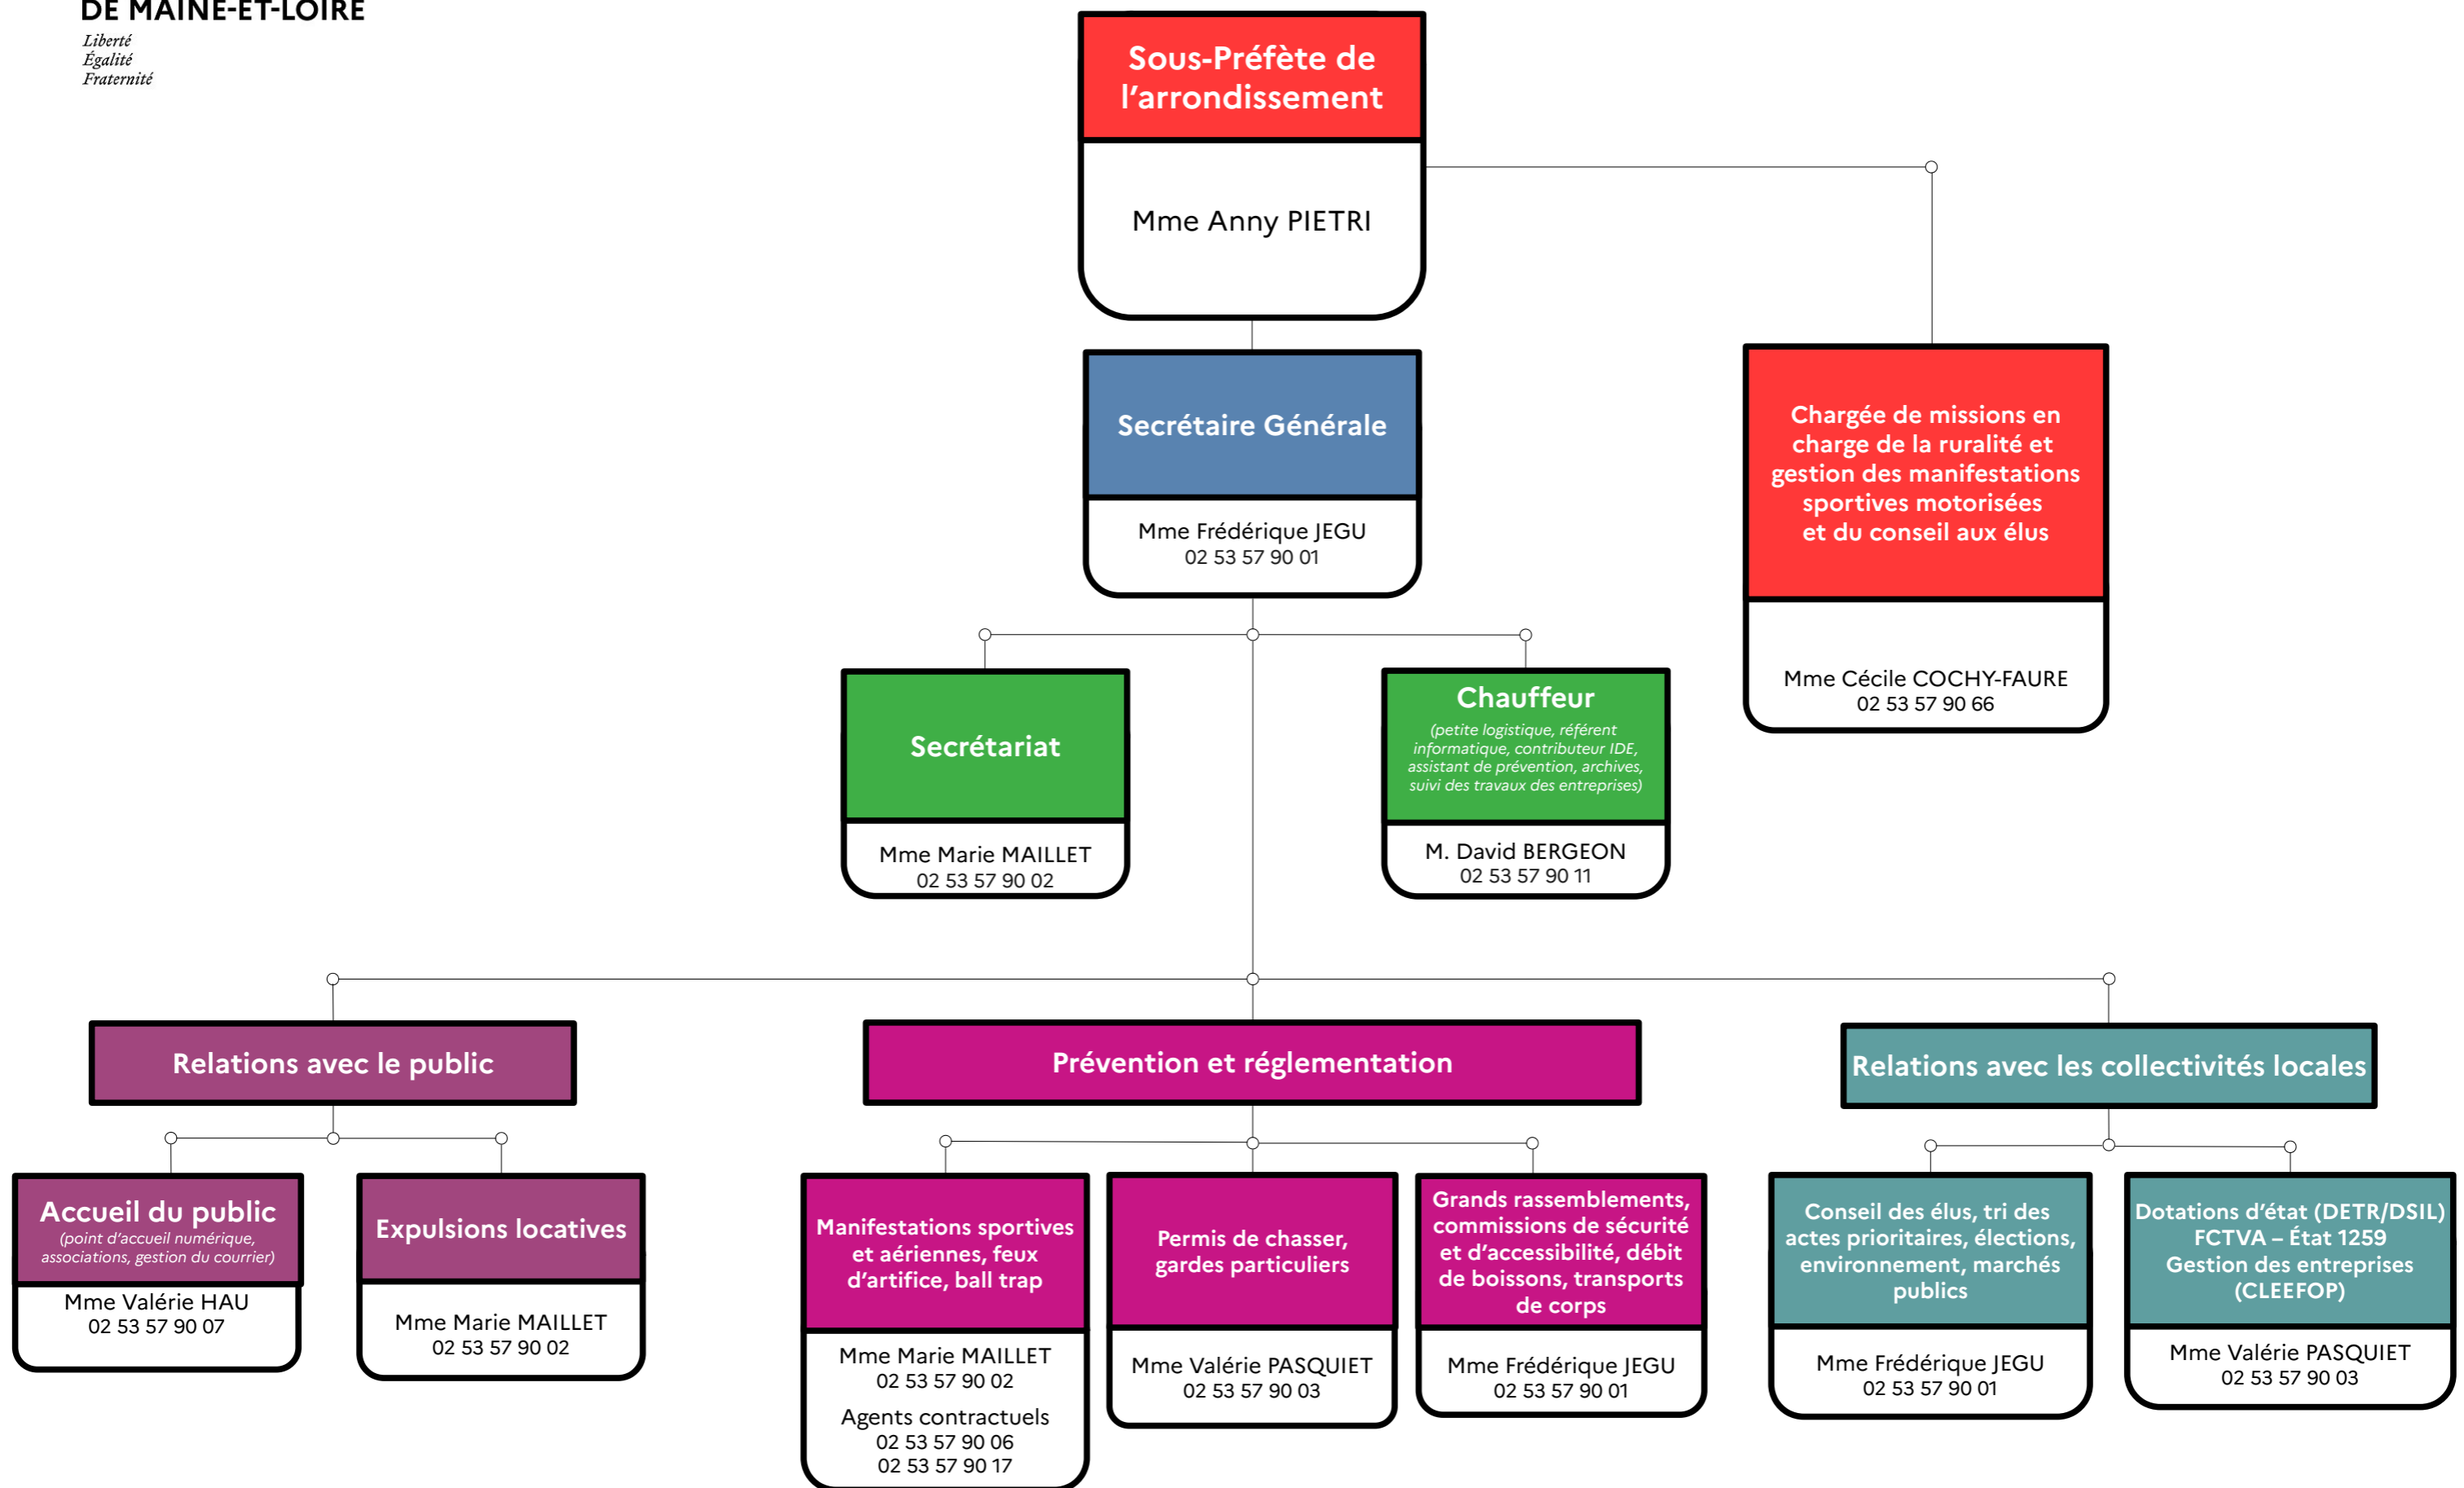 DE MAINE-ET-LOIRE
Liberté
Égalité
Fraternité
Sous-Préfète de
l'arrondissement
Mme Anny PIETRI
Secrétaire Générale
Mme Frédérique JEGU
02 53 57 90 01
Chargée de missions en
charge de la ruralité et
gestion des manifestations
sportives motorisées
et du conseil aux élus
Mme Cécile COCHY-FAURE
02 53 57 90 66
Secrétariat
Mme Marie MAILLET
02 53 57 90 02
Chauffeur
(petite logistique, référent
informatique, contributeur IDE,
assistant de prévention, archives,
suivi des travaux des entreprises)
M. David BERGEON
02 53 57 90 11
Relations avec le public
Prévention et réglementation
Relations avec les collectivités locales
Accueil du public
(point d'accueil numérique,
associations, gestion du courrier)
Mme Valérie HAU
02 53 57 90 07
Expulsions locatives
Mme Marie MAILLET
02 53 57 90 02
Manifestations sportives
et aériennes, feux
d'artifice, ball trap
Mme Marie MAILLET
02 53 57 90 02
Agents contractuels
02 53 57 90 06
02 53 57 90 17
Permis de chasser,
gardes particuliers
Mme Valérie PASQUIET
02 53 57 90 03
Grands rassemblements,
commissions de sécurité
et d'accessibilité, débit
de boissons, transports
de corps
Mme Frédérique JEGU
02 53 57 90 01
Conseil des élus, tri des
actes prioritaires, élections,
environnement, marchés
publics
Mme Frédérique JEGU
02 53 57 90 01
Dotations d'état (DETR/DSIL)
FCTVA – État 1259
Gestion des entreprises
(CLEEFOP)
Mme Valérie PASQUIET
02 53 57 90 03